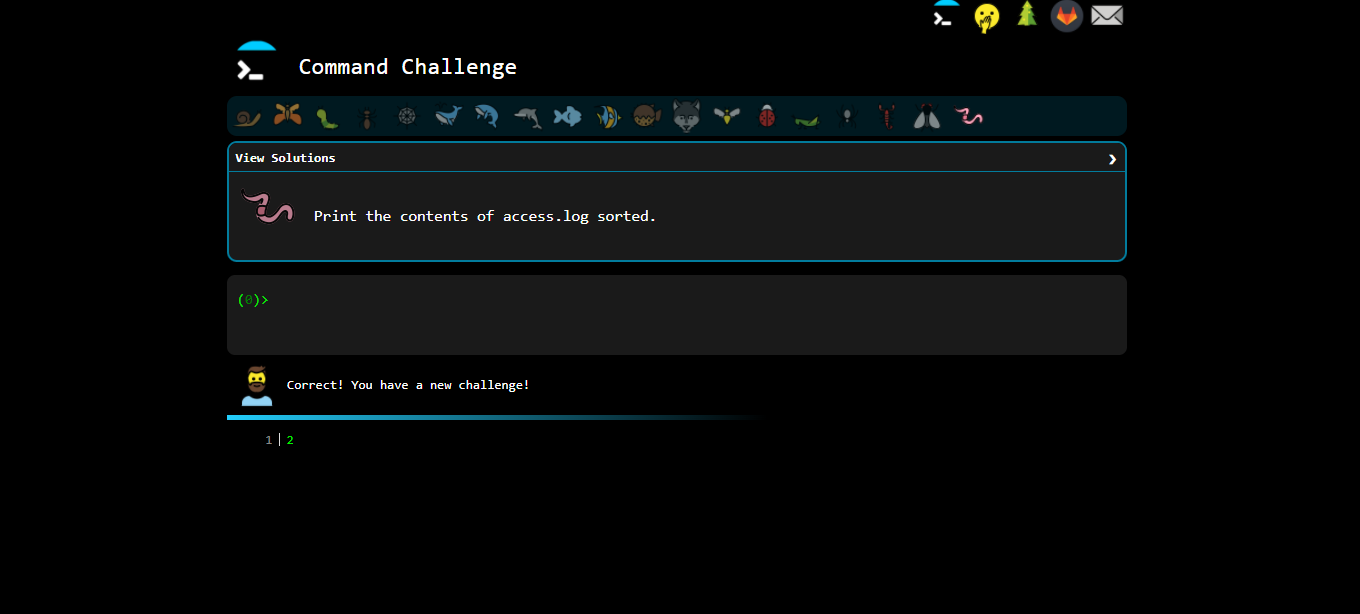 Command Challenge
View Solutions
Print the contents of access.log sorted.
(0)>
Correct! You have a new challenge!
1 2